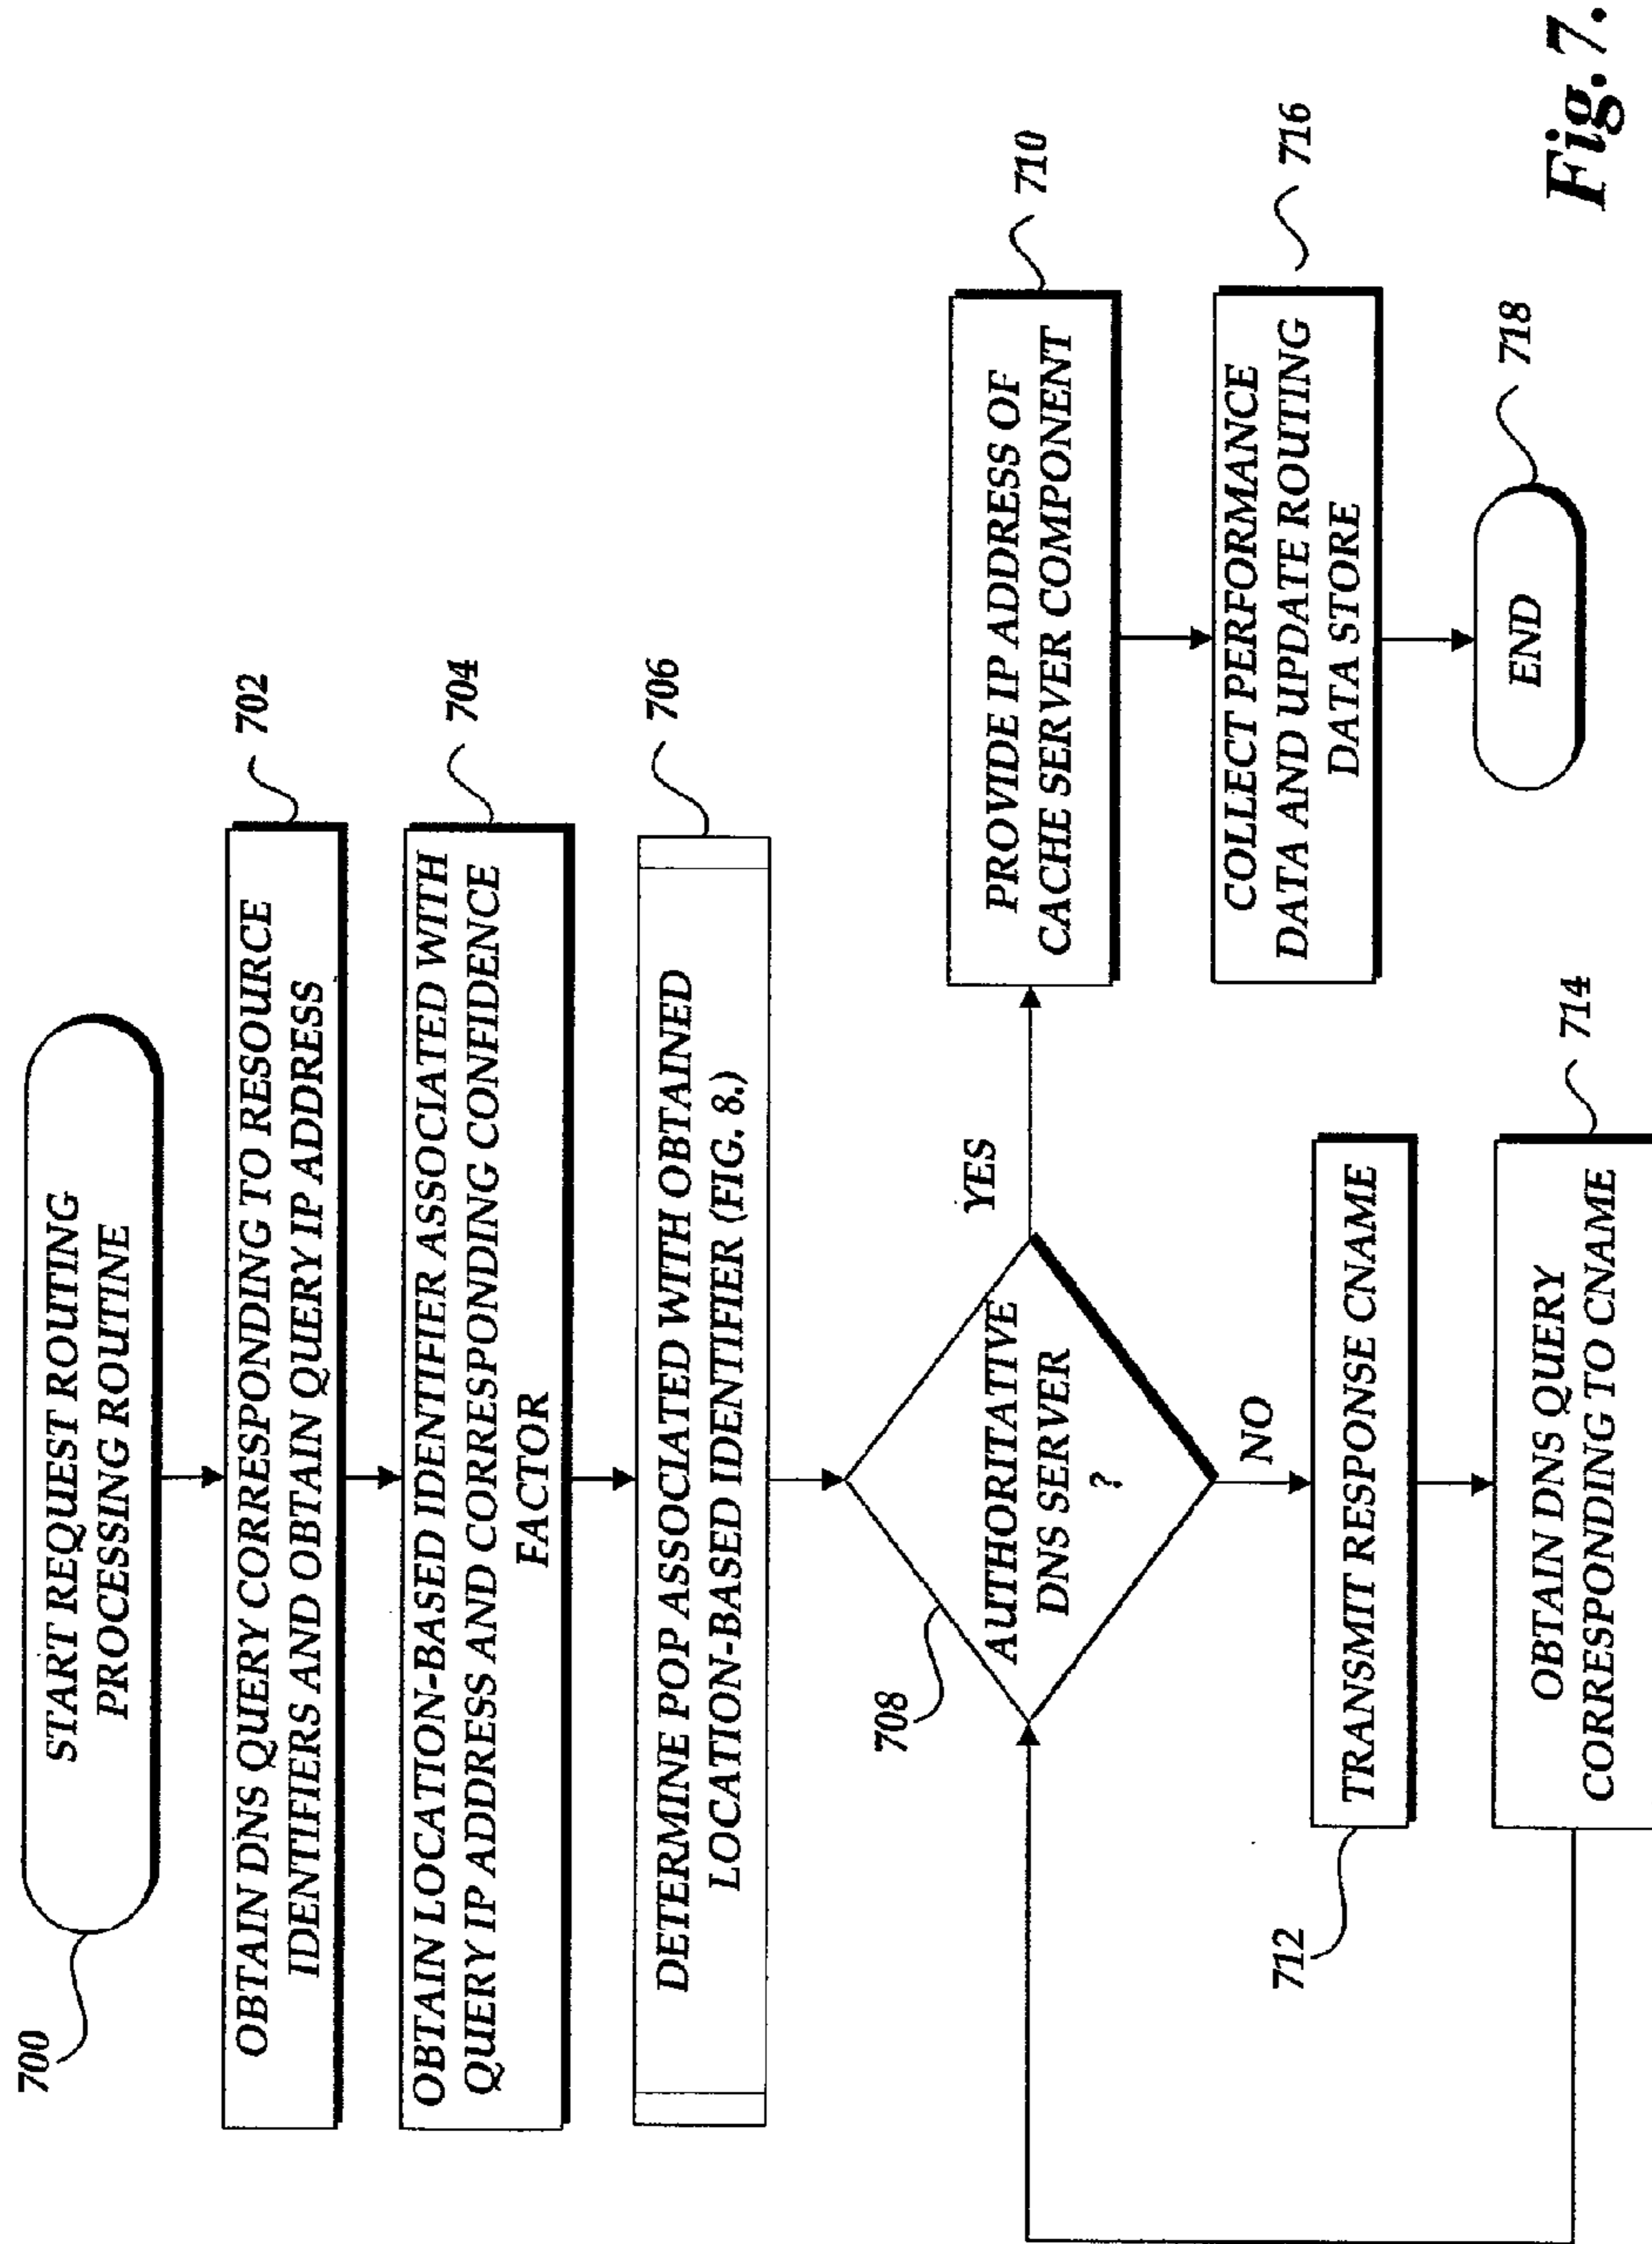 700
START REQUEST ROUTING
PROCESSING ROUTINE
702
OBTAIN DNS QUERY CORRESPONDING TO RESOURCE
IDENTIFIERS AND OBTAIN QUERY IP ADDRESS
704
OBTAIN LOCATION-BASED IDENTIFIER ASSOCIATED WITH
QUERY IP ADDRESS AND CORRESPONDING CONFIDENCE
FACTOR
706
DETERMINE POP ASSOCIATED WITH OBTAINED
LOCATION-BASED IDENTIFIER (FIG. 8.)
708
AUTHORITATIVE
DNS SERVER
?
YES
710
PROVIDE IP ADDRESS OF
CACHE SERVER COMPONENT
NO
712
TRANSMIT RESPONSE CNAME
716
COLLECT PERFORMANCE
DATA AND UPDATE ROUTING
DATA STORE
714
OBTAIN DNS QUERY
CORRESPONDING TO CNAME
718
END
Fig. 7.